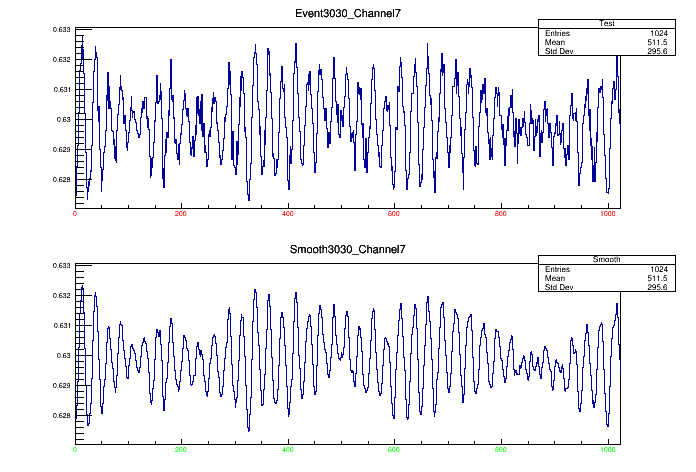 Event3030_Channel7
Test
Entries 1024
Mean 511.5
Std Dev 295.6
0.633
0.632
0.631
0.63
0.629
0.628
0 200 400 600 800 1000
Smooth3030_Channel7
Smooth
Entries 1024
Mean 511.5
Std Dev 295.6
0.633
0.632
0.631
0.63
0.629
0.628
0 200 400 600 800 1000